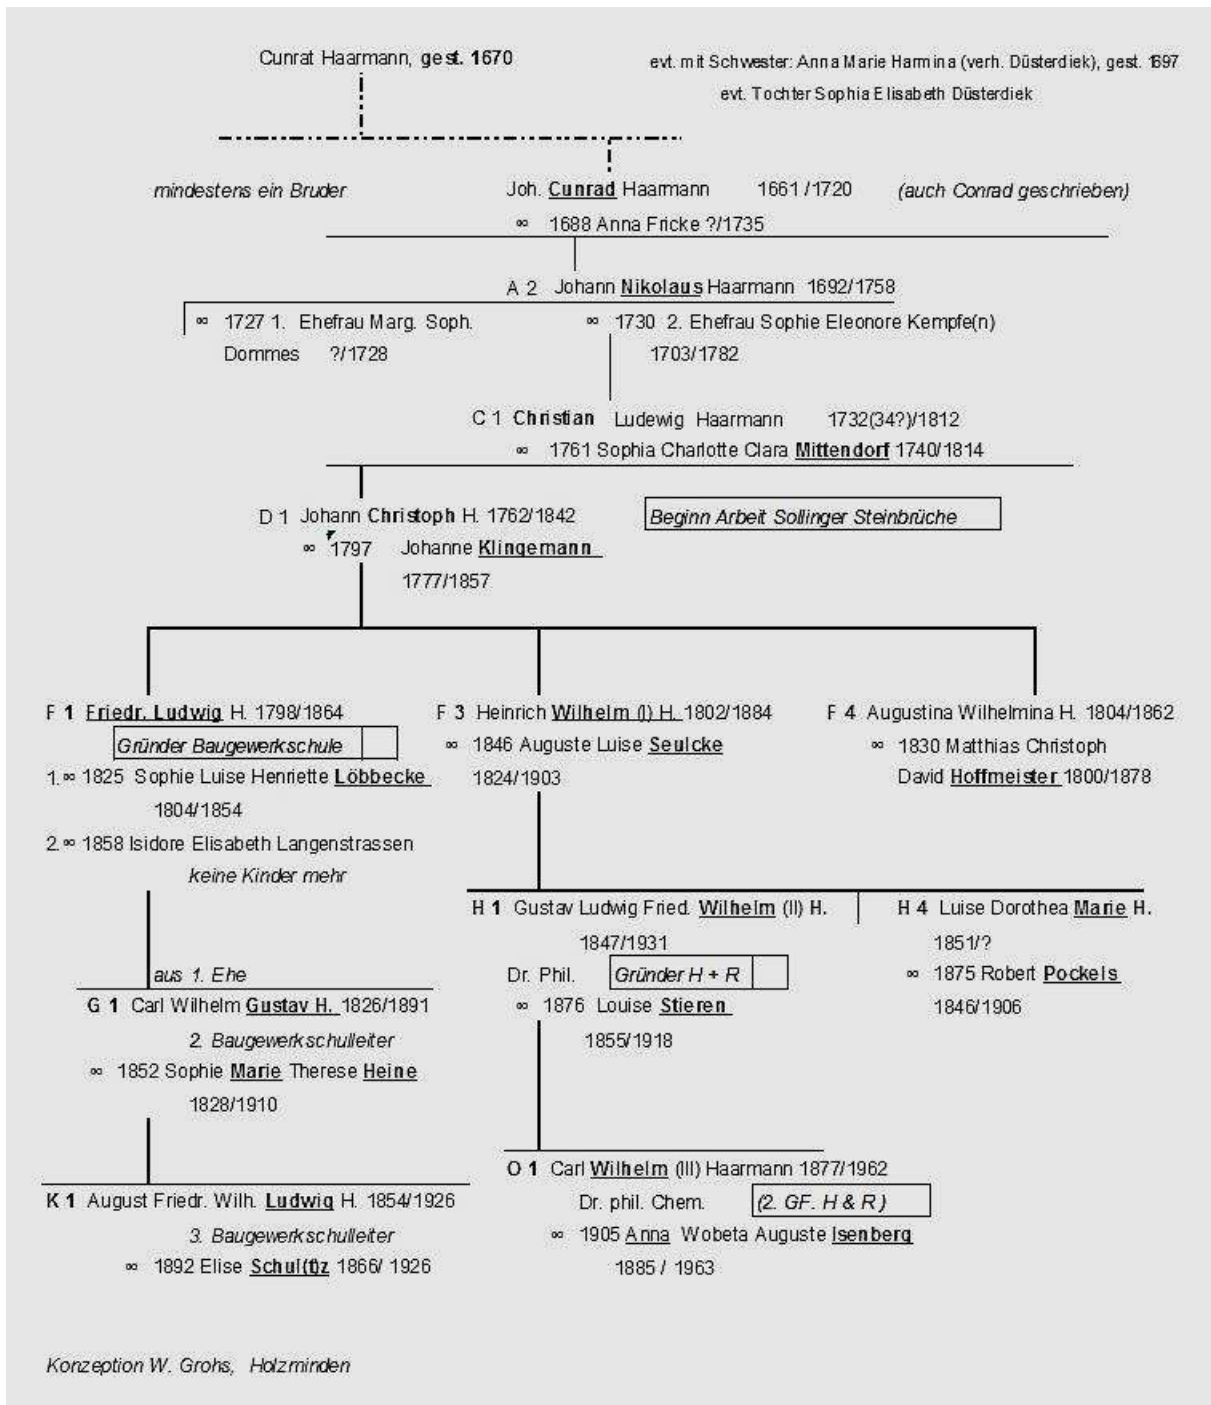 Cunrat Haarmann, gest. 1670
evt. mit Schwester: Anna Marie Harmina (verh. Düsterdiek), gest. 1697
evt. Tochter Sophia Elisabeth Düsterdiek
mindestens ein Bruder
Joh. Cunrad Haarmann 1661/1720 (auch Conrad geschrieben)
∞ 1688 Anna Fricke ?/1735
A 2 Johann Nikolaus Haarmann 1692/1758
∞ 1727 1. Ehefrau Marg. Soph.
Dommes ?/1728
∞ 1730 2. Ehefrau Sophie Eleonore Kempfe(n)
1703/1782
C 1 Christian Ludewig Haarmann 1732(34?)/1812
∞ 1761 Sophia Charlotte Clara Mittendorf 1740/1814
D 1 Johann Christoph H. 1762/1842
Beginn Arbeit Sollinger Steinbrüche
∞ 1797 Johanne Klingemann
1777/1857
F 1 Friedr. Ludwig H. 1798/1864
Gründer Baugewerkschule
1. ∞ 1825 Sophie Luise Henriette Löbbecke
1804/1854
2. ∞ 1858 Isidore Elisabeth Langenstrassen
keine Kinder mehr
F 3 Heinrich Wilhelm (I) H. 1802/1884
∞ 1846 Auguste Luise Seulcke
1824/1903
F 4 Augustina Wilhelmina H. 1804/1862
∞ 1830 Matthias Christoph
David Hoffmeister 1800/1878
H 1 Gustav Ludwig Fried. Wilhelm (II) H.
1847/1931
Dr. Phil. Gründer H + R
∞ 1876 Louise Stieren
1855/1918
H 4 Luise Dorothea Marie H.
1851/?
∞ 1875 Robert Pockels
1846/1906
aus 1. Ehe
G 1 Carl Wilhelm Gustav H. 1826/1891
2. Baugewerkschulleiter
∞ 1852 Sophie Marie Therese Heine
1828/1910
K 1 August Friedr. Wilh. Ludwig H. 1854/1926
3. Baugewerkschulleiter
∞ 1892 Elise Schul(t)z 1866/ 1926
O 1 Carl Wilhelm (III) Haarmann 1877/1962
Dr. phil. Chem. (2. GF. H & R)
∞ 1905 Anna Wobeta Auguste Isenberg
1885 / 1963
Konzeption W. Grohs, Holzminden